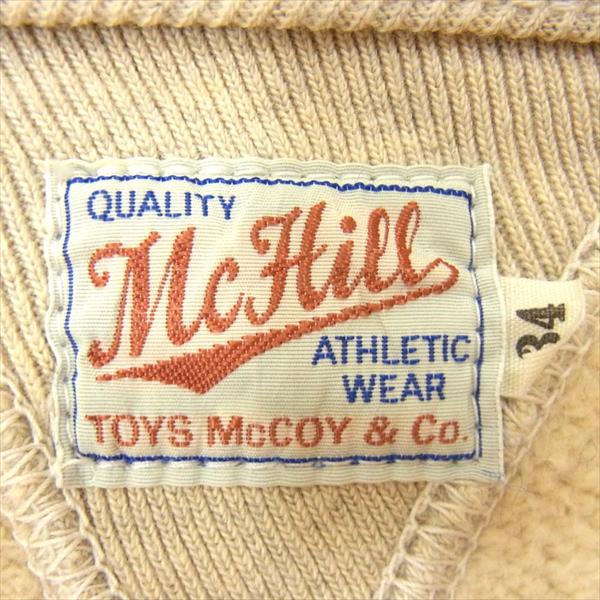 QUALITY
McHill
ATHLETIC
WEAR
TOYS McCOY & Co.
34